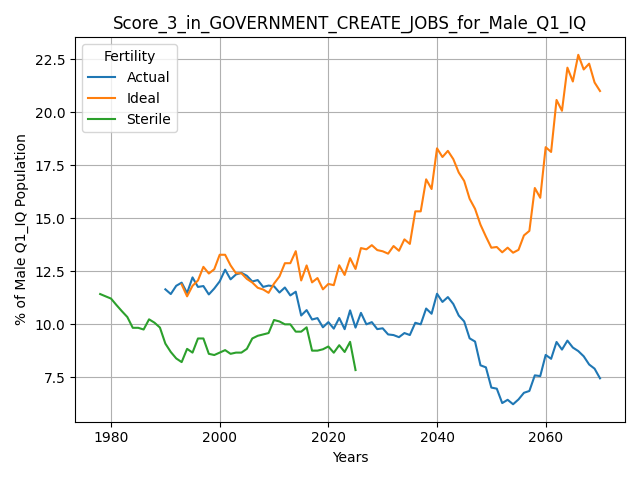 Score_3_in_GOVERNMENT_CREATE_JOBS_for_Male_Q1_IQ
Fertility
Actual
Ideal
Sterile
% of Male Q1_IQ Population
22.5
20.0
17.5
15.0
12.5
10.0
7.5
1980 2000 2020 2040 2060
Years